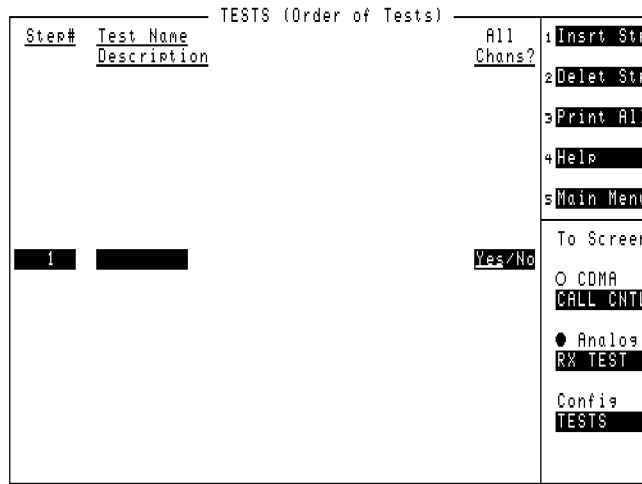 TESTS (Order of Tests)
Step# Test Name All
Description Chans?
1 Yes/No
1 Insrt St
2 Delet St
3 Print Al
4 Help
5 Main Men
To Scree
CDMA
CALL CNT
Analog
RX TEST
Config
TESTS